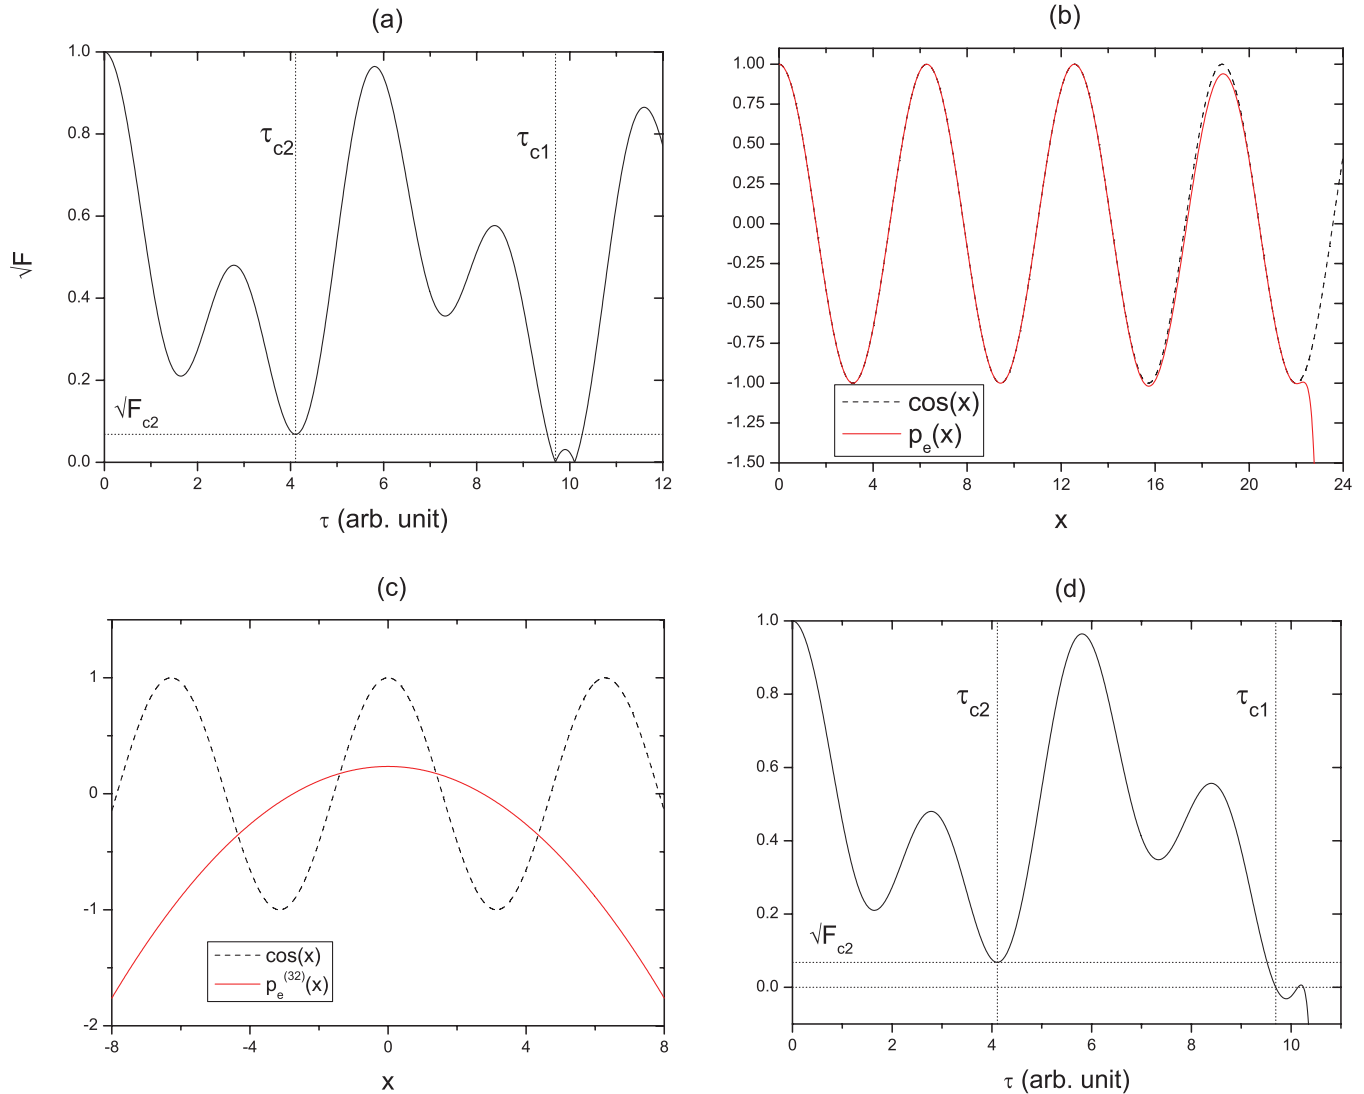 (a)
1.0
0.8
0.6
0.4
0.2
0.0
√F
τc2
τc1
√Fc2
0 2 4 6 8 10 12
τ (arb. unit)
(b)
1.00
0.75
0.50
0.25
0.00
-0.25
-0.50
-0.75
-1.00
-1.25
-1.50
cos(x)
pe(x)
0 4 8 12 16 20 24
x
(c)
1
0
-1
-2
cos(x)
pe(32)(x)
-8 -4 0 4 8
x
(d)
1.0
0.8
0.6
0.4
0.2
0.0
τc2
τc1
√Fc2
0 2 4 6 8 10
τ (arb. unit)